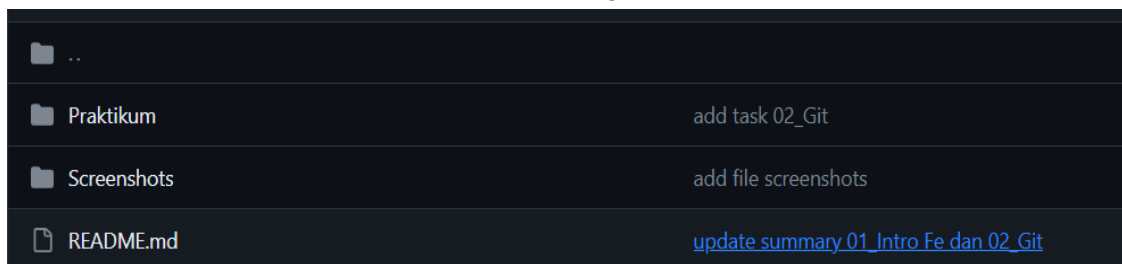 ..
Praktikum add task 02_Git
Screenshots add file screenshots
README.md update summary 01_Intro Fe dan 02_Git